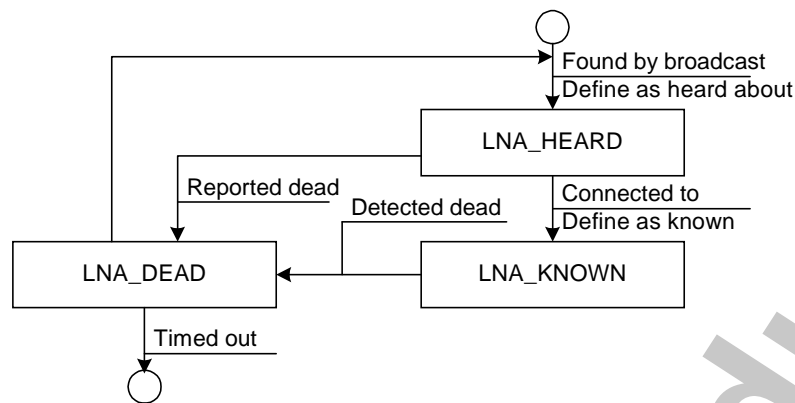 Found by broadcast
Define as heard about
LNA_HEARD
Reported dead
Connected to
Detected dead
Define as known
LNA_DEAD
LNA_KNOWN
Timed out